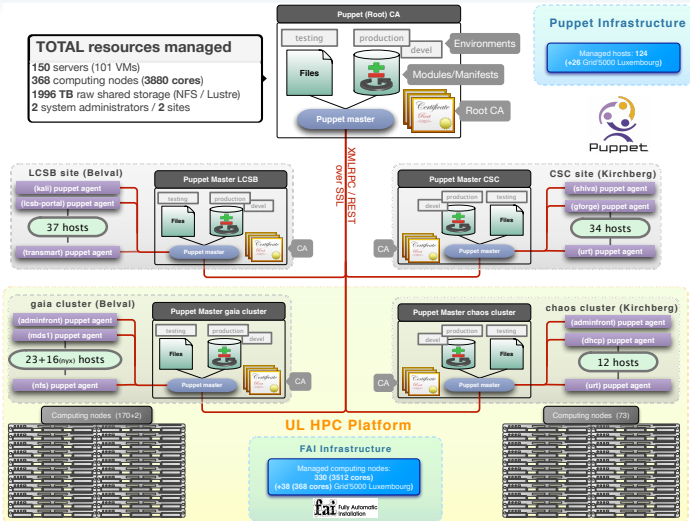 Puppet (Root) CA
testing
production
devel
Environments
Files
Modules/Manifests
Certificate
Root
Root CA
Puppet master
TOTAL resources managed
150 servers (101 VMs)
368 computing nodes (3880 cores)
1996 TB raw shared storage (NFS / Lustre)
2 system administrators / 2 sites
Puppet Infrastructure
Managed hosts: 124
(+26 Grid'5000 Luxembourg)
Puppet
XMLRPC / REST
over SSL
LCSB site (Belval)
(kali) puppet agent
(lcsb-portal) puppet agent
37 hosts
(transmart) puppet agent
Puppet Master LCSB
testing
production
devel
Files
Certificate
Puppet master
CA
CSC site (Kirchberg)
(shiva) puppet agent
(gforge) puppet agent
34 hosts
(urt) puppet agent
Puppet Master CSC
production
testing
devel
Files
Certificate
Puppet master
CA
gaia cluster (Belval)
(adminfront) puppet agent
(mds1) puppet agent
23+16(nyx) hosts
(nfs) puppet agent
Puppet Master gaia cluster
testing
production
devel
Files
Certificate
Puppet master
CA
chaos cluster (Kirchberg)
(adminfront) puppet agent
(dhcp) puppet agent
12 hosts
(urt) puppet agent
Puppet Master chaos cluster
production
testing
devel
Files
Certificate
Puppet master
CA
Computing nodes (170+2)
Computing nodes (73)
UL HPC Platform
FAI Infrastructure
Managed computing nodes:
330 (3512 cores)
(+38 (368 cores) Grid'5000 Luxembourg)
fai Fully Automatic
Installation